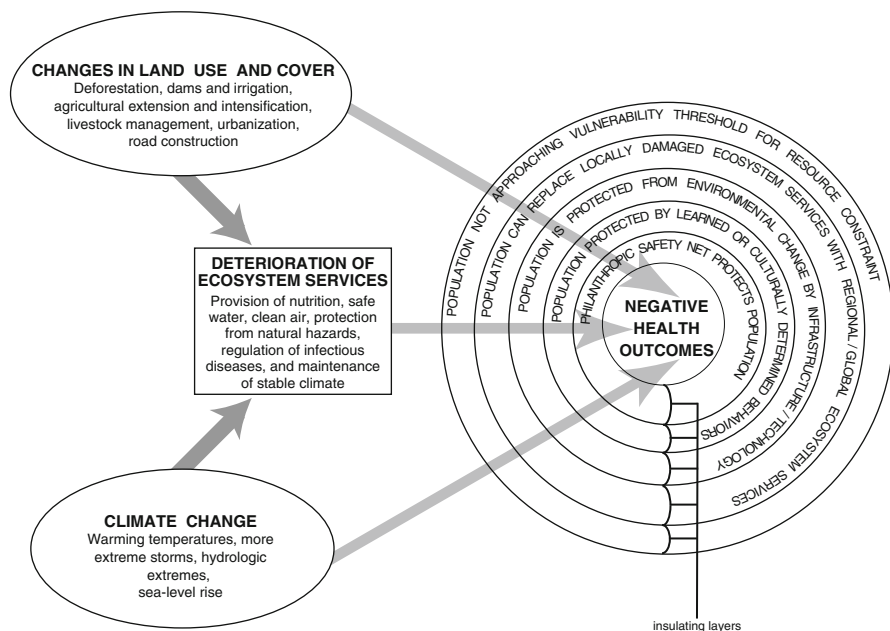 CHANGES IN LAND USE AND COVER
Deforestation, dams and irrigation,
agricultural extension and intensification,
livestock management, urbanization,
road construction
DETERIORATION OF
ECOSYSTEM SERVICES
Provision of nutrition, safe
water, clean air, protection
from natural hazards,
regulation of infectious
diseases, and maintenance
of stable climate
CLIMATE CHANGE
Warming temperatures, more
extreme storms, hydrologic
extremes,
sea-level rise
POPULATION NOT APPROACHING VULNERABILITY THRESHOLD FOR RESOURCE CONSTRAINT
POPULATION CAN REPLACE LOCALLY DAMAGED ECOSYSTEM SERVICES WITH REGIONAL / GLOBAL ECOSYSTEM SERVICES
POPULATION IS PROTECTED FROM ENVIRONMENTAL CHANGE BY INFRASTRUCTURE / TECHNOLOGY
POPULATION PROTECTED BY LEARNED OR CULTURALLY DETERMINED BEHAVIORS
PHILANTHROPIC SAFETY NET PROTECTS POPULATION
NEGATIVE
HEALTH
OUTCOMES
insulating layers